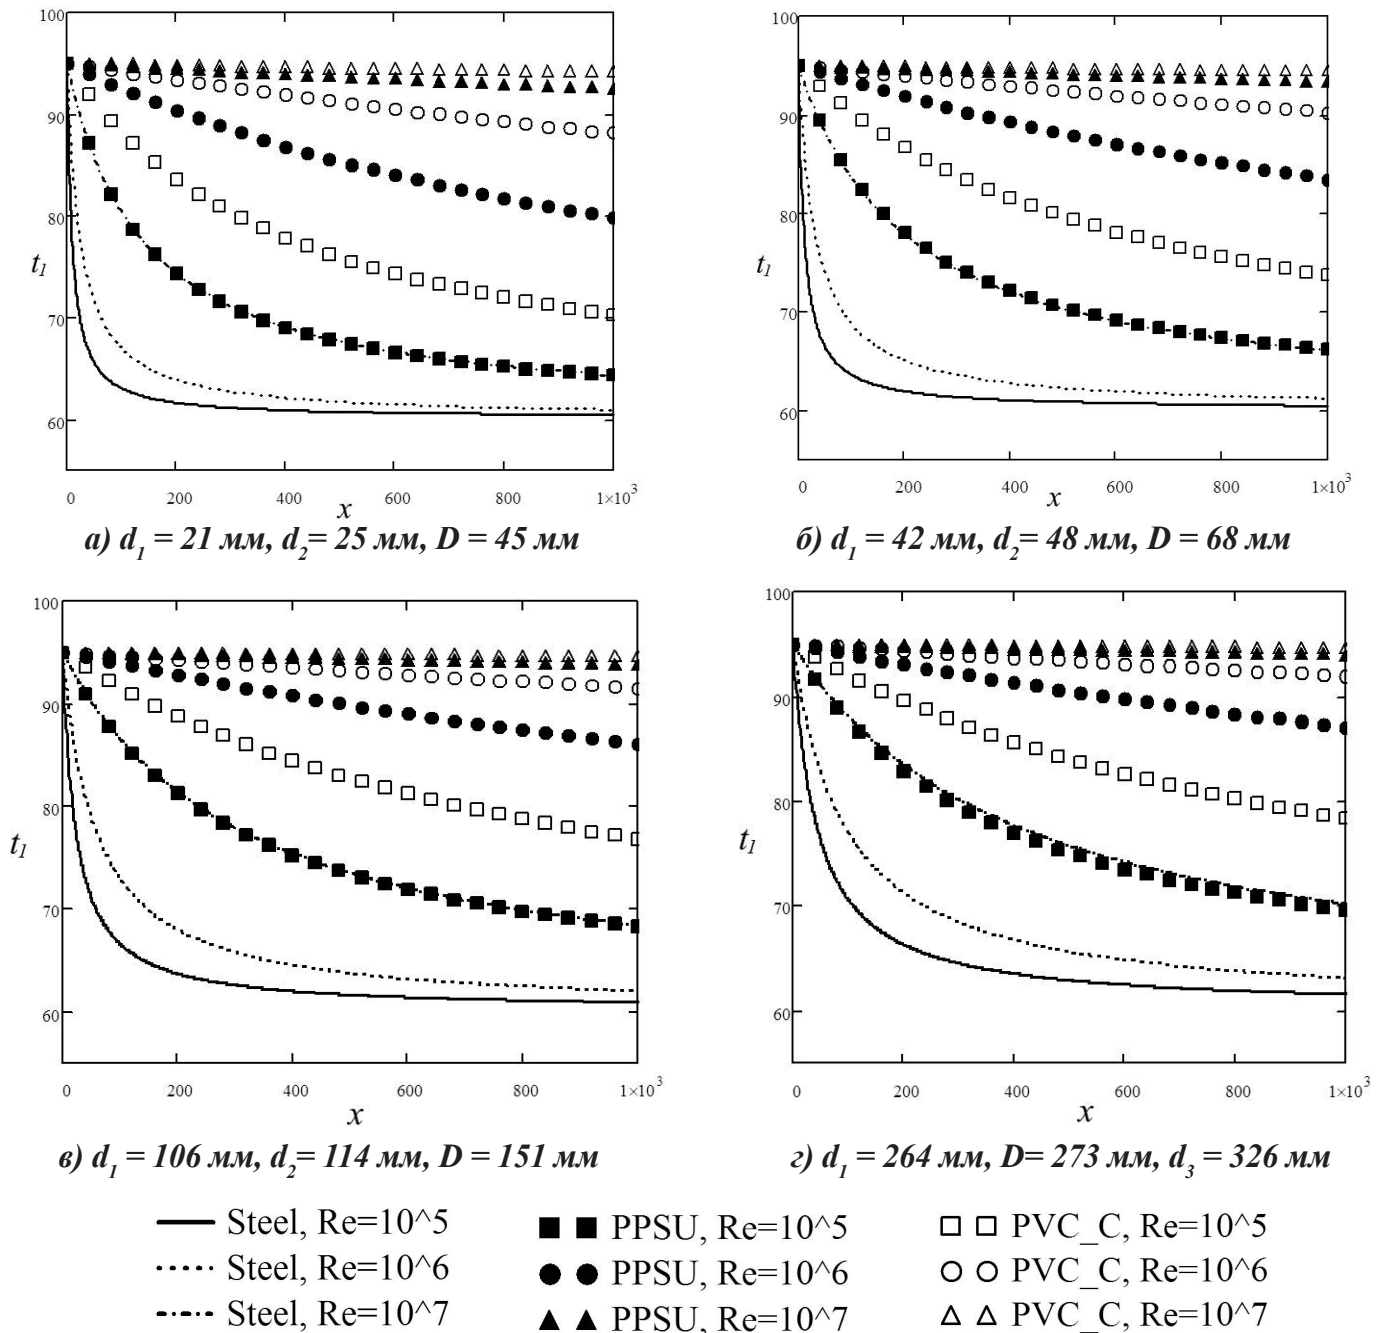 100
90
80
t1
70
60
0 200 400 600 800 1×10^3
x
а) d1 = 21 мм, d2= 25 мм, D = 45 мм
100
90
80
t1
70
60
0 200 400 600 800 1×10^3
x
б) d1 = 42 мм, d2= 48 мм, D = 68 мм
100
90
80
t1
70
60
0 200 400 600 800 1×10^3
x
в) d1 = 106 мм, d2= 114 мм, D = 151 мм
100
90
80
t1
70
60
0 200 400 600 800 1×10^3
x
г) d1 = 264 мм, D= 273 мм, d3 = 326 мм
Steel, Re=10^5
Steel, Re=10^6
Steel, Re=10^7
PPSU, Re=10^5
PPSU, Re=10^6
PPSU, Re=10^7
PVC_C, Re=10^5
PVC_C, Re=10^6
PVC_C, Re=10^7